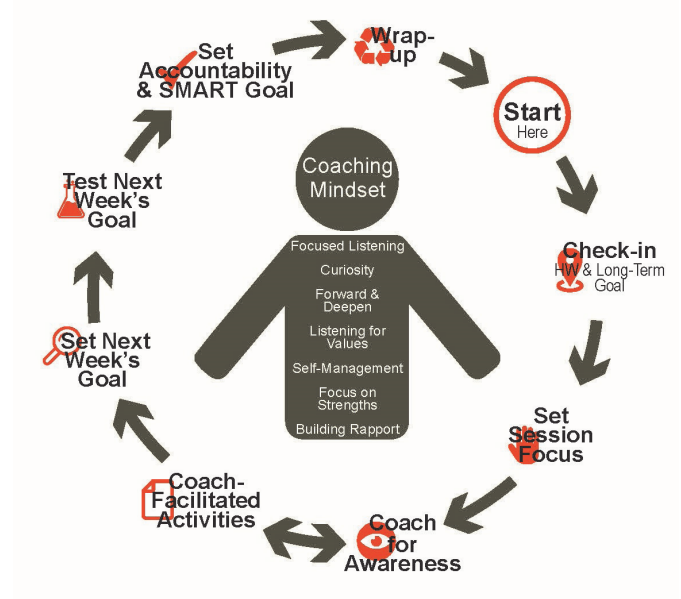 Start
Here
Check-in
HW & Long-Term
Goal
Set
Session
Focus
Coach
for
Awareness
Coach-
Facilitated
Activities
Set Next
Week's
Goal
Test Next
Week's
Goal
Set
Accountability
& SMART Goal
Wrap-
up
Coaching
Mindset
Focused Listening
Curiosity
Forward &
Deepen
Listening for
Values
Self-Management
Focus on
Strengths
Building Rapport